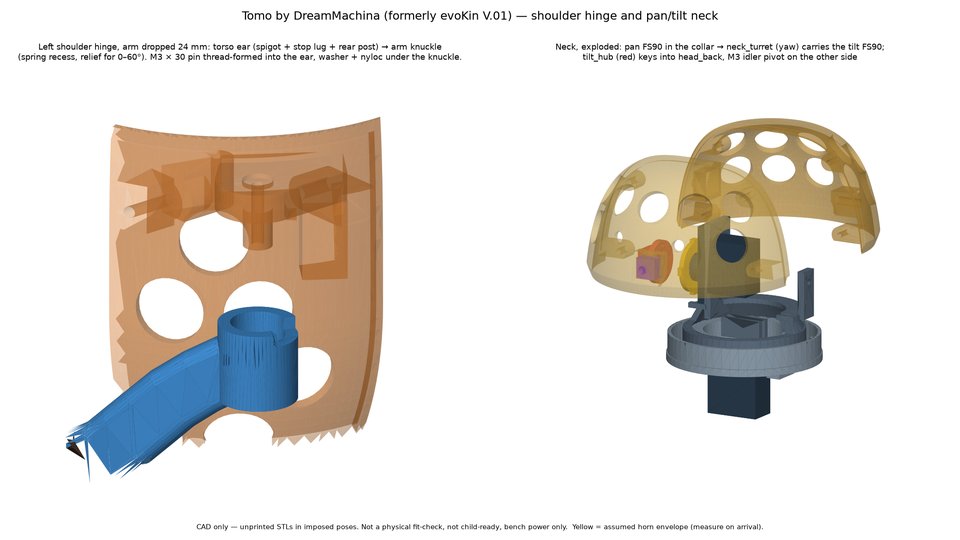 Tomo by DreamMachina (formerly evoKin V.01) — shoulder hinge and pan/tilt neck
Left shoulder hinge, arm dropped 24 mm: torso ear (spigot + stop lug + rear post) → arm knuckle
(spring recess, relief for 0–60°). M3 × 30 pin thread-formed into the ear, washer + nyloc under the knuckle.
Neck, exploded: pan FS90 in the collar → neck_turret (yaw) carries the tilt FS90;
tilt_hub (red) keys into head_back, M3 idler pivot on the other side
CAD only — unprinted STLs in imposed poses. Not a physical fit-check, not child-ready, bench power only.  Yellow = assumed horn envelope (measure on arrival).